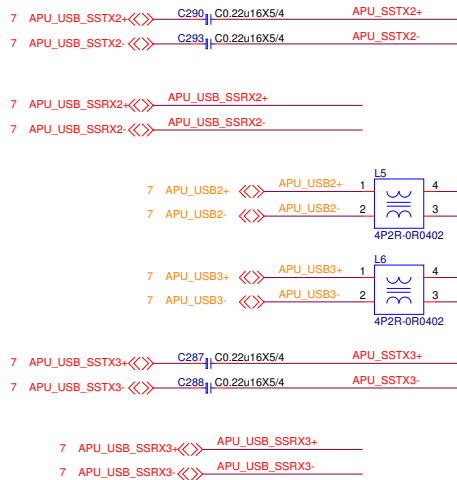 7 APU_USB_SSTX2+ C290 C0.22u16X5/4 APU_SSTX2+
7 APU_USB_SSTX2- C293 C0.22u16X5/4 APU_SSTX2-
7 APU_USB_SSRX2+ APU_USB_SSRX2+
7 APU_USB_SSRX2- APU_USB_SSRX2-
L5
7 APU_USB2+ APU_USB2+ 1 4
7 APU_USB2- APU_USB2- 2 3
4P2R-0R0402
L6
7 APU_USB3+ APU_USB3+ 1 4
7 APU_USB3- APU_USB3- 2 3
4P2R-0R0402
7 APU_USB_SSTX3+ C287 C0.22u16X5/4 APU_SSTX3+
7 APU_USB_SSTX3- C288 C0.22u16X5/4 APU_SSTX3-
7 APU_USB_SSRX3+ APU_USB_SSRX3+
7 APU_USB_SSRX3- APU_USB_SSRX3-